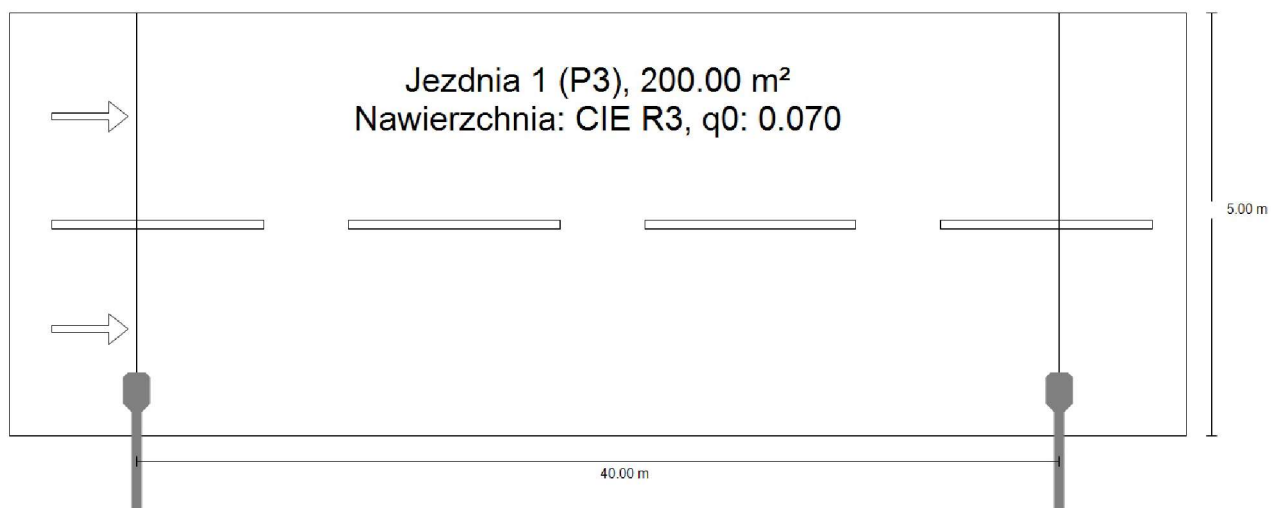 Jezdnia 1 (P3), 200.00 m²
Nawierzchnia: CIE R3, q0: 0.070
5.00 m
40.00 m